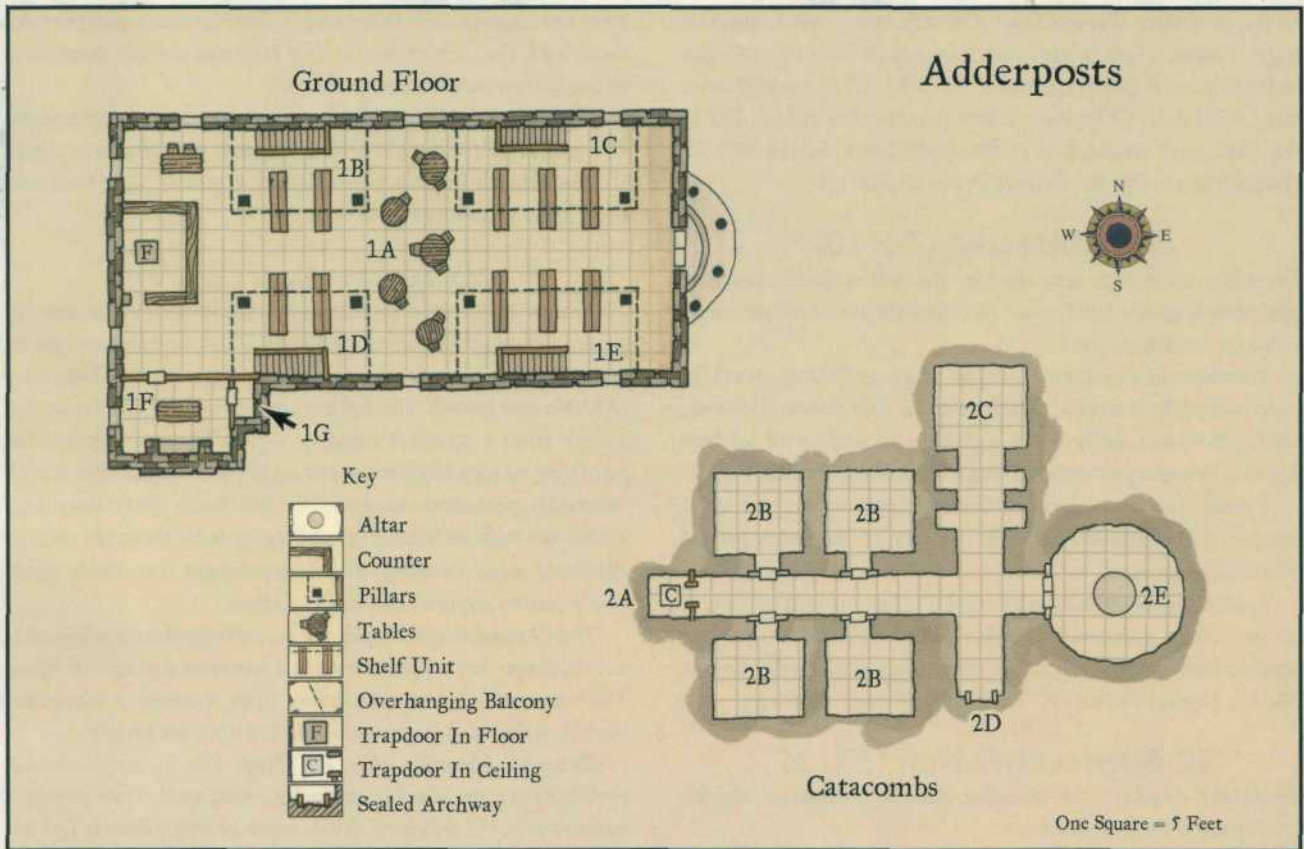 Adderposts
Ground Floor
N
W E
S
1B
1C
1A
F
1D
1E
1F
1G
Key
Altar
Counter
Pillars
Tables
Shelf Unit
Overhanging Balcony
F
Trapdoor In Floor
C
Trapdoor In Ceiling
Sealed Archway
2C
2B 2B
2A
C
2E
2B 2B
2D
Catacombs
One Square = 5 Feet